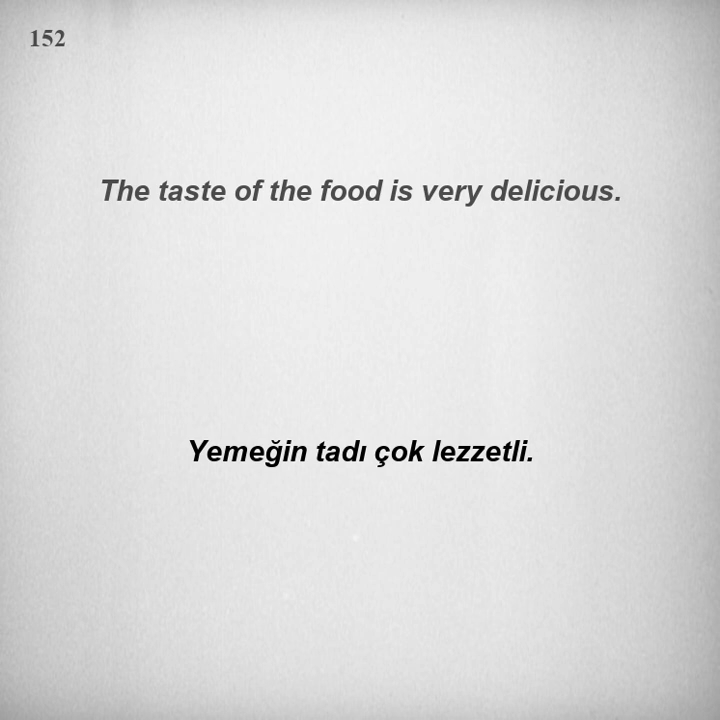 152
The taste of the food is very delicious.
Yemeğin tadı çok lezzetli.